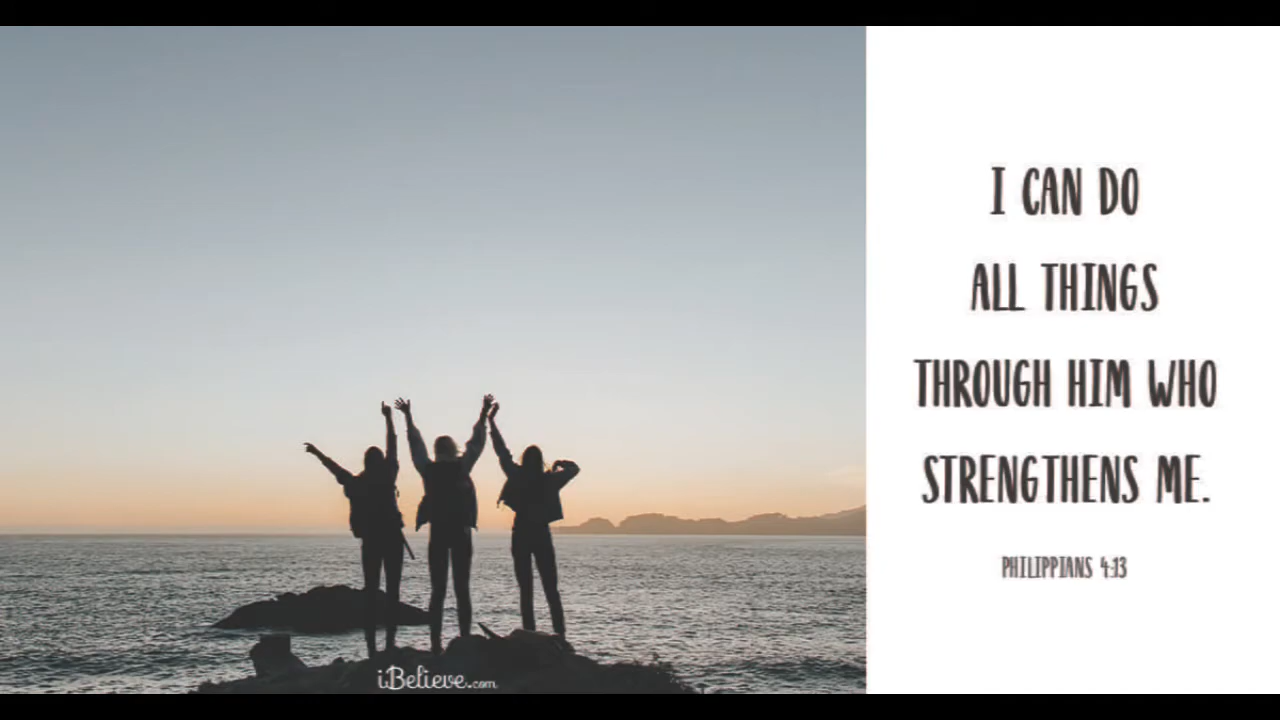 I CAN DO
ALL THINGS
THROUGH HIM WHO
STRENGTHENS ME.
PHILIPPIANS 4:13
iBelieve.com